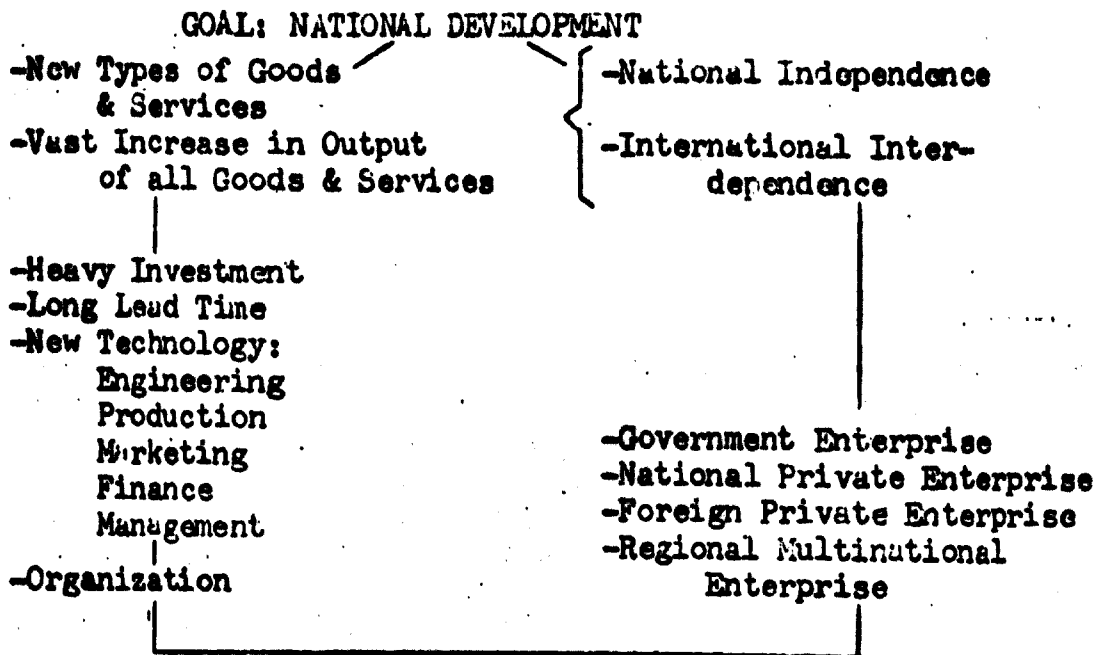 GOAL: NATIONAL DEVELOPMENT
-New Types of Goods
& Services
-Vast Increase in Output
of all Goods & Services
-Heavy Investment
-Long Lead Time
-New Technology:
Engineering
Production
Marketing
Finance
Management
-Organization
-National Independence
-International Inter-
dependence
-Government Enterprise
-National Private Enterprise
-Foreign Private Enterprise
-Regional Multinational
Enterprise